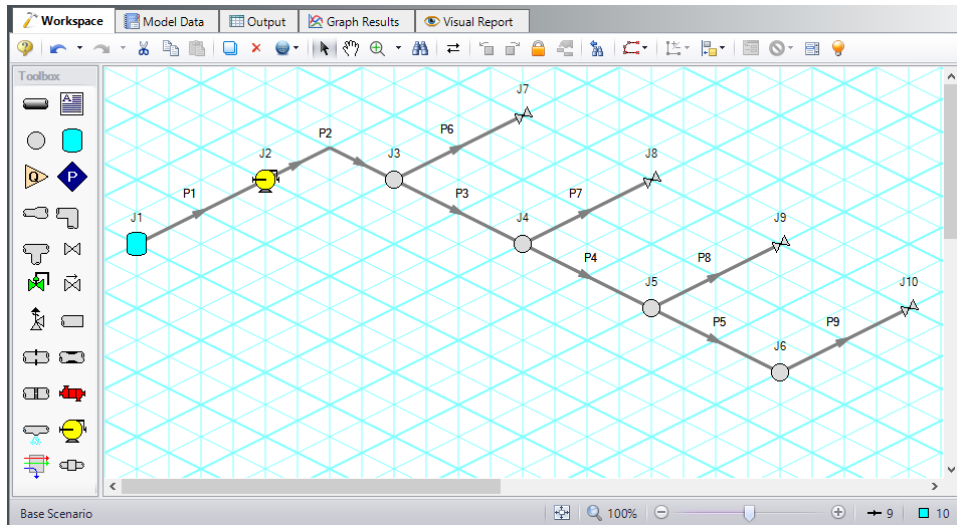 Workspace Model Data Output Graph Results Visual Report
Toolbox
A
Q P
J7
P2 P6
J2 J3 J8
P1 P3 P7
J1 J4 J9
P4 P8
J5 J10
P5 P9
J6
Base Scenario 100% 9 10